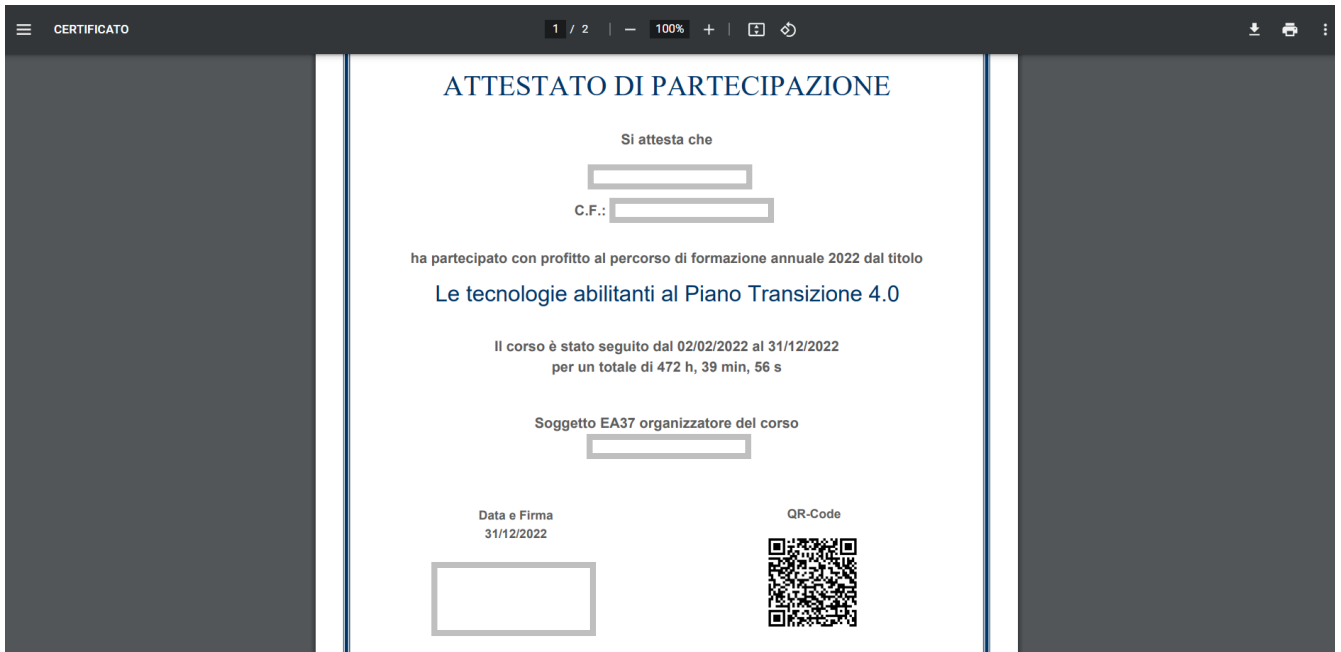 CERTIFICATO
1 / 2
100%
ATTESTATO DI PARTECIPAZIONE
Si attesta che
C.F.:
ha partecipato con profitto al percorso di formazione annuale 2022 dal titolo
Le tecnologie abilitanti al Piano Transizione 4.0
Il corso è stato seguito dal 02/02/2022 al 31/12/2022
per un totale di 472 h, 39 min, 56 s
Soggetto EA37 organizzatore del corso
Data e Firma
31/12/2022
QR-Code